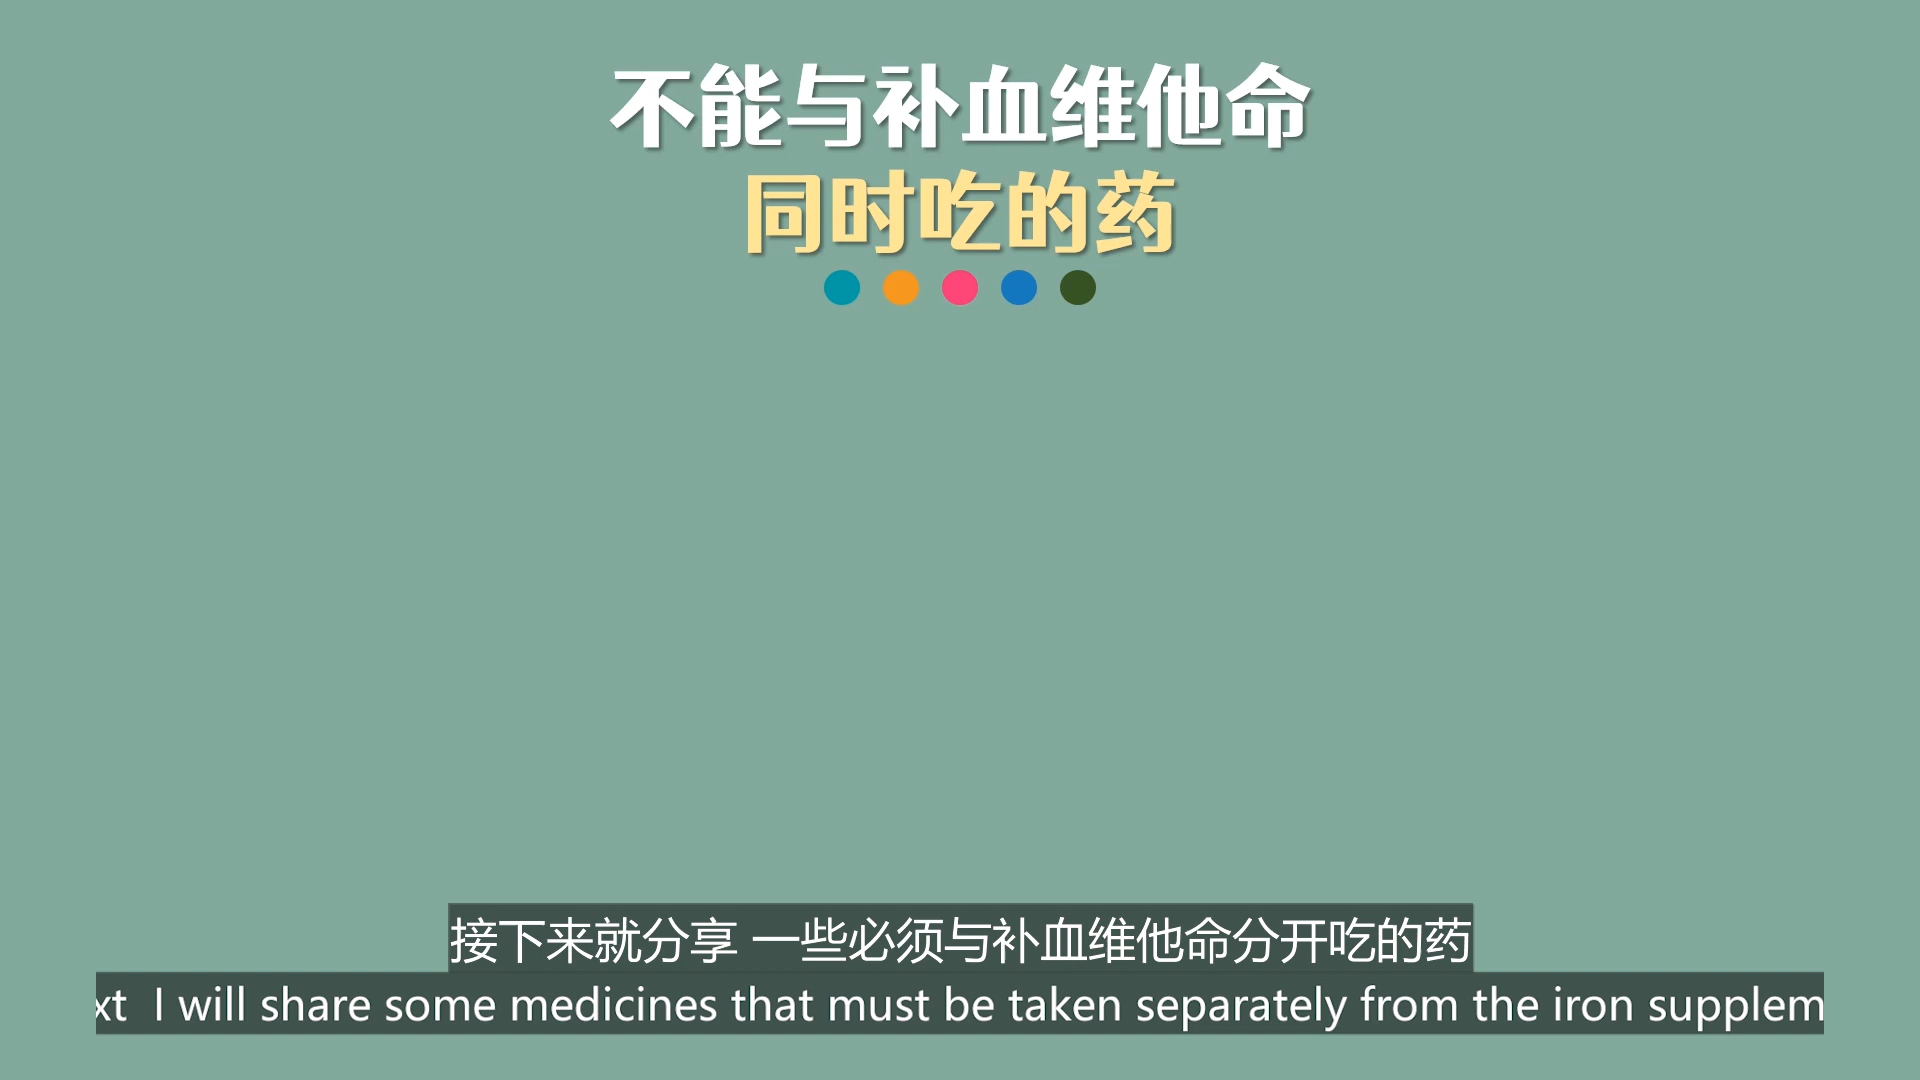 不能与补血维他命
同时吃的药
接下来就分享 一些必须与补血维他命分开吃的药
xt I will share some medicines that must be taken separately from the iron supplem